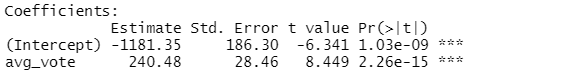 Coefficients:
            Estimate Std. Error t value Pr(>|t|)
(Intercept) -1181.35     186.30  -6.341 1.03e-09 ***
avg_vote      240.48      28.46   8.449 2.26e-15 ***